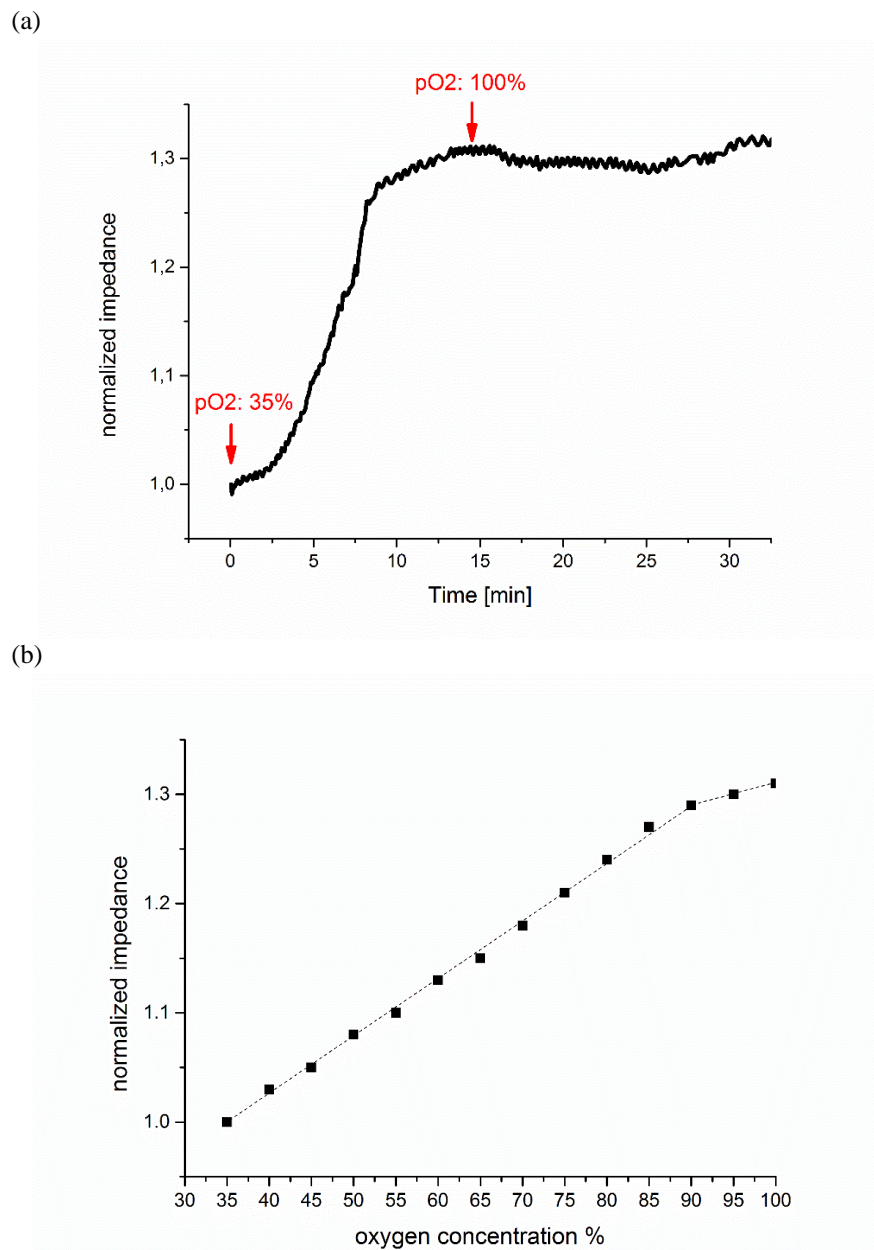 (a)
pO2: 100%
1,3
1,2
1,1
pO2: 35%
1,0
normalized impedance
0 5 10 15 20 25 30
Time [min]
(b)
1.3
1.2
1.1
1.0
normalized impedance
30 35 40 45 50 55 60 65 70 75 80 85 90 95 100
oxygen concentration %